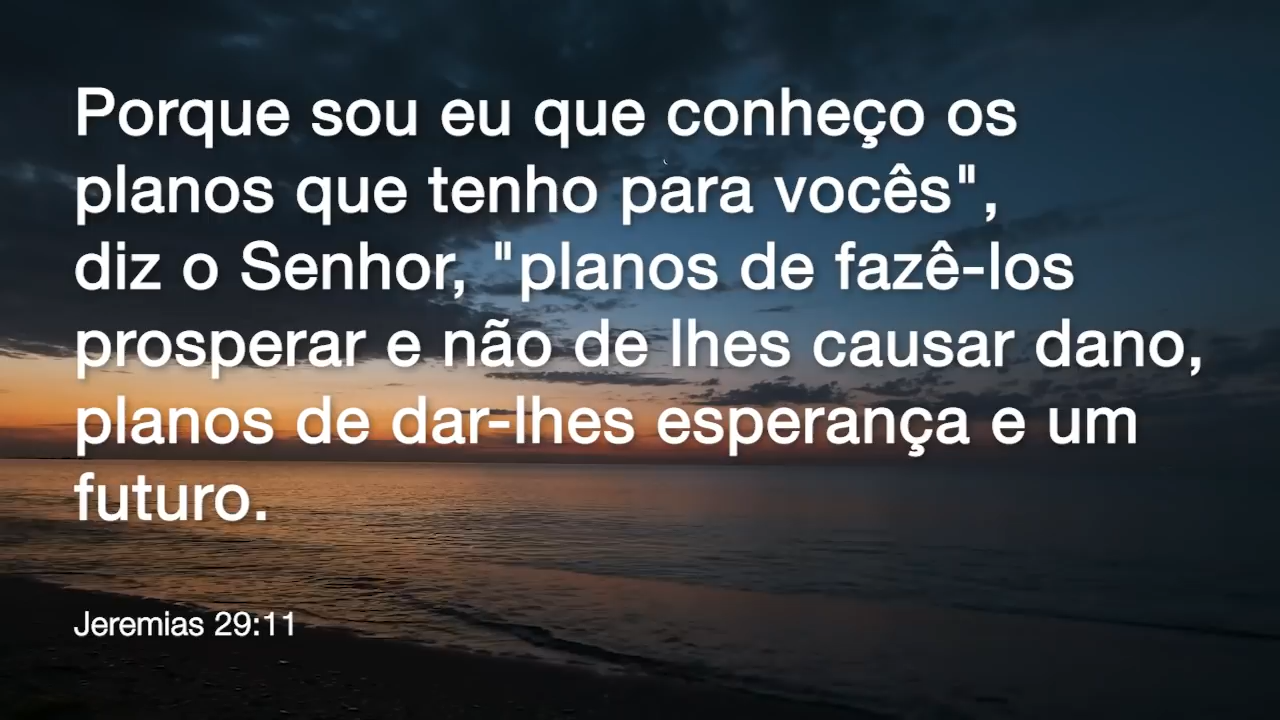 Porque sou eu que conheço os
planos que tenho para vocês",
diz o Senhor, "planos de fazê-los
prosperar e não de lhes causar dano,
planos de dar-lhes esperança e um
futuro.
Jeremias 29:11